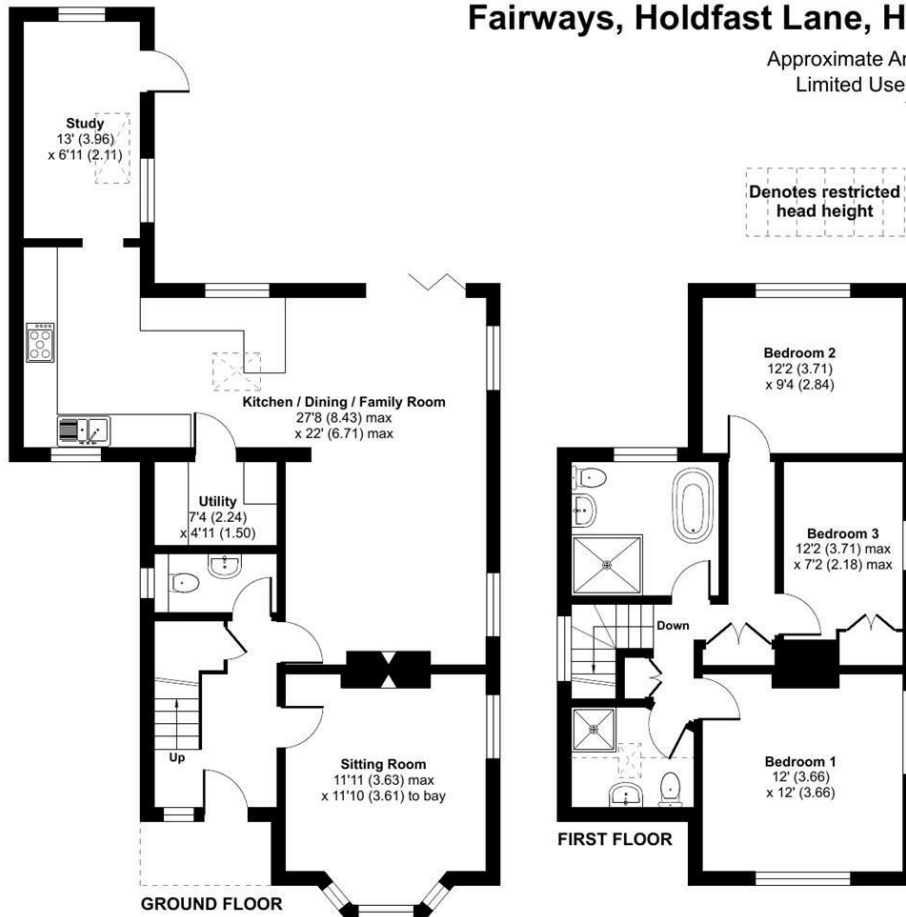 Fairways, Holdfast Lane, H
Approximate Ar
Limited Use
Denotes restricted
head height
Study
13' (3.96)
x 6'11 (2.11)
Kitchen / Dining / Family Room
27'8 (8.43) max
x 22' (6.71) max
Utility
7'4 (2.24)
x 4'11 (1.50)
Up
Sitting Room
11'11 (3.63) max
x 11'10 (3.61) to bay
GROUND FLOOR
Bedroom 2
12'2 (3.71)
x 9'4 (2.84)
Bedroom 3
12'2 (3.71) max
x 7'2 (2.18) max
Down
Bedroom 1
12' (3.66)
x 12' (3.66)
FIRST FLOOR